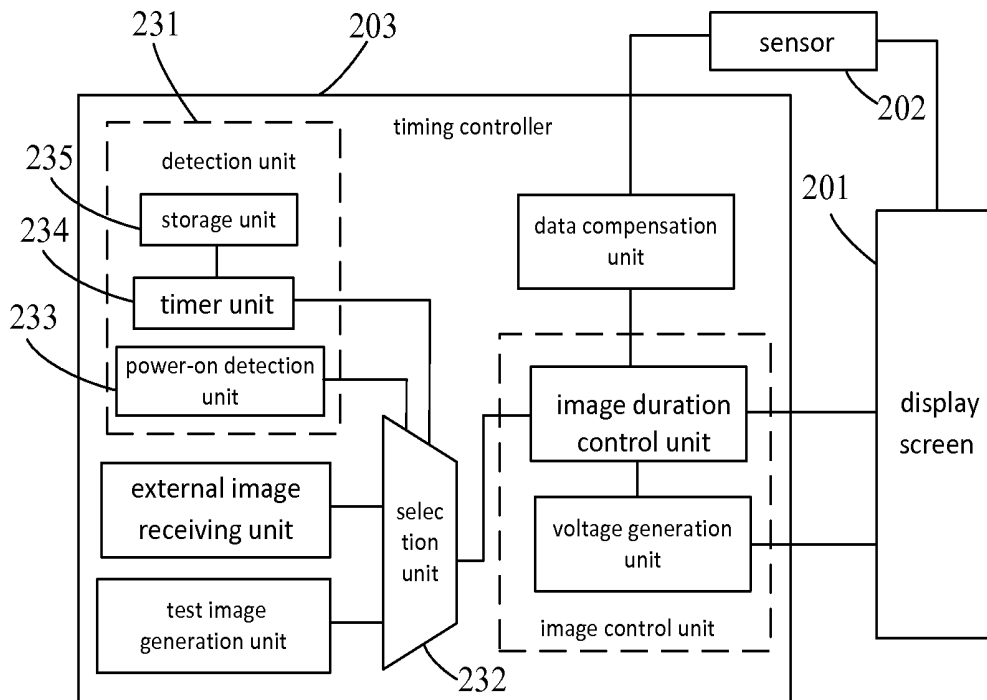 231
203
sensor
202
timing controller
detection unit
235
storage unit
201
data compensation
unit
234
timer unit
233
power-on detection
unit
image duration
control unit
display
screen
external image
receiving unit
selec
tion
unit
voltage generation
unit
test image
generation unit
image control unit
232